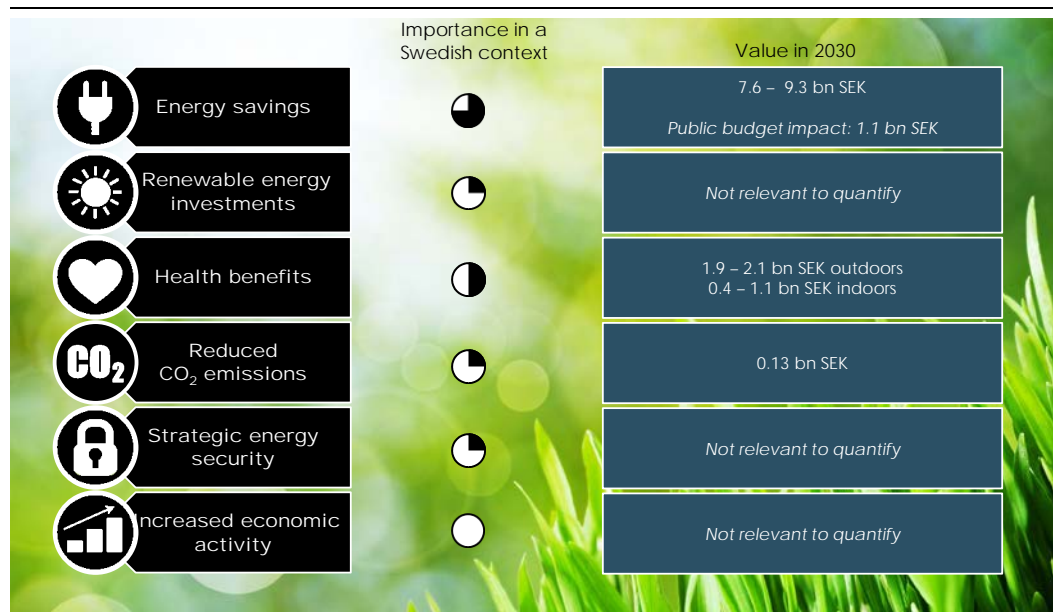 Importance in a
Swedish context
Value in 2030
Energy savings
7.6 – 9.3 bn SEK
Public budget impact: 1.1 bn SEK
Renewable energy
investments
Not relevant to quantify
Health benefits
1.9 – 2.1 bn SEK outdoors
0.4 – 1.1 bn SEK indoors
CO₂
Reduced
CO₂ emissions
0.13 bn SEK
Strategic energy
security
Not relevant to quantify
Increased economic
activity
Not relevant to quantify